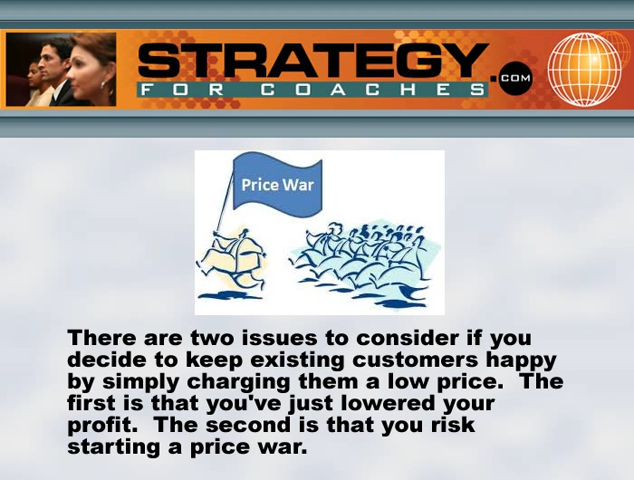 STRATEGY.COM
FOR COACHES
Price War
There are two issues to consider if you
decide to keep existing customers happy
by simply charging them a low price.  The
first is that you've just lowered your
profit.  The second is that you risk
starting a price war.